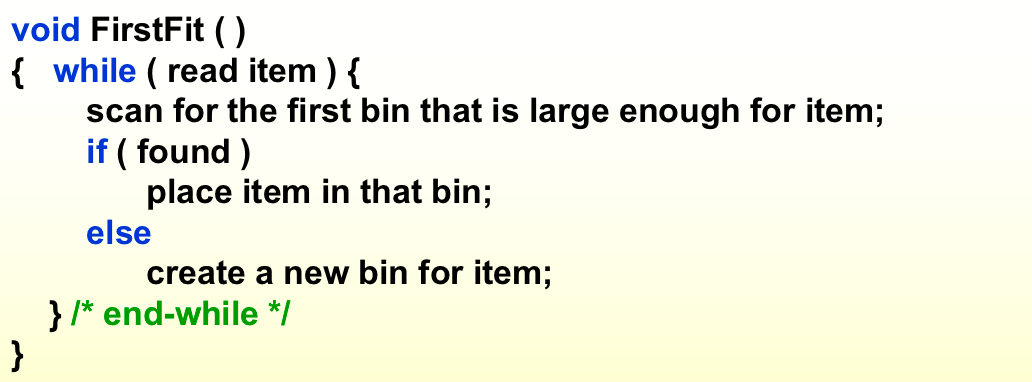 void FirstFit ( )
{ while ( read item ) {
scan for the first bin that is large enough for item;
if ( found )
place item in that bin;
else
create a new bin for item;
} /* end-while */
}